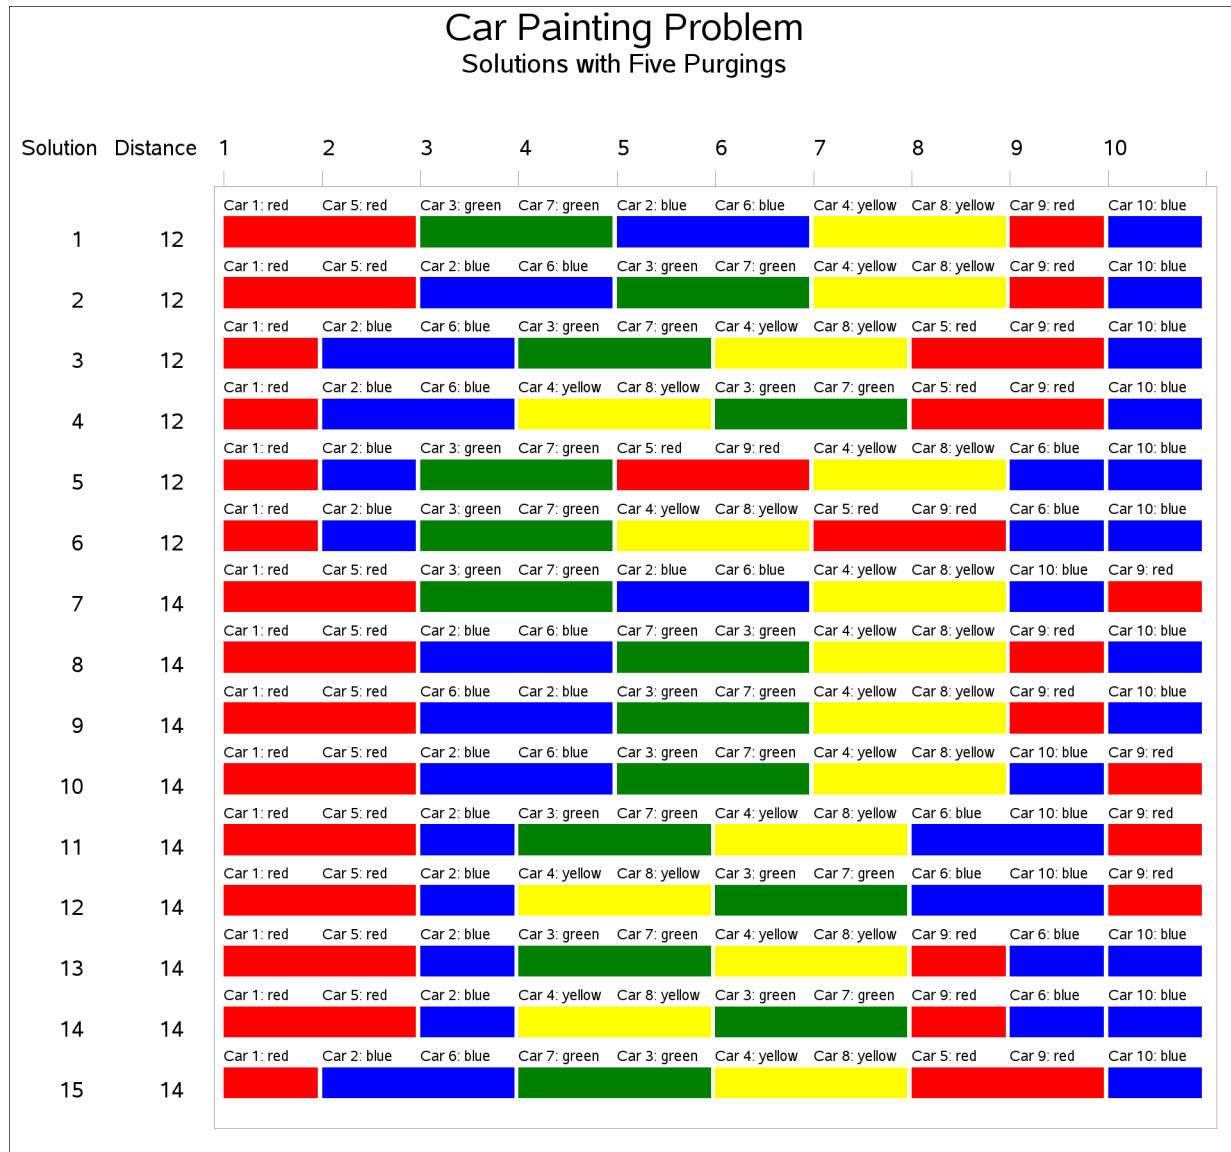 Car Painting Problem
Solutions with Five Purgings
Solution Distance 1 2 3 4 5 6 7 8 9 10
Car 1: red Car 5: red Car 3: green Car 7: green Car 2: blue Car 6: blue Car 4: yellow Car 8: yellow Car 9: red Car 10: blue
1 12
Car 1: red Car 5: red Car 2: blue Car 6: blue Car 3: green Car 7: green Car 4: yellow Car 8: yellow Car 9: red Car 10: blue
2 12
Car 1: red Car 2: blue Car 6: blue Car 3: green Car 7: green Car 4: yellow Car 8: yellow Car 5: red Car 9: red Car 10: blue
3 12
Car 1: red Car 2: blue Car 6: blue Car 4: yellow Car 8: yellow Car 3: green Car 7: green Car 5: red Car 9: red Car 10: blue
4 12
Car 1: red Car 2: blue Car 3: green Car 7: green Car 5: red Car 9: red Car 4: yellow Car 8: yellow Car 6: blue Car 10: blue
5 12
Car 1: red Car 2: blue Car 3: green Car 7: green Car 4: yellow Car 8: yellow Car 5: red Car 9: red Car 6: blue Car 10: blue
6 12
Car 1: red Car 5: red Car 3: green Car 7: green Car 2: blue Car 6: blue Car 4: yellow Car 8: yellow Car 10: blue Car 9: red
7 14
Car 1: red Car 5: red Car 2: blue Car 6: blue Car 7: green Car 3: green Car 4: yellow Car 8: yellow Car 9: red Car 10: blue
8 14
Car 1: red Car 5: red Car 6: blue Car 2: blue Car 3: green Car 7: green Car 4: yellow Car 8: yellow Car 9: red Car 10: blue
9 14
Car 1: red Car 5: red Car 2: blue Car 6: blue Car 3: green Car 7: green Car 4: yellow Car 8: yellow Car 10: blue Car 9: red
10 14
Car 1: red Car 5: red Car 2: blue Car 3: green Car 7: green Car 4: yellow Car 8: yellow Car 6: blue Car 10: blue Car 9: red
11 14
Car 1: red Car 5: red Car 2: blue Car 4: yellow Car 8: yellow Car 3: green Car 7: green Car 6: blue Car 10: blue Car 9: red
12 14
Car 1: red Car 5: red Car 2: blue Car 3: green Car 7: green Car 4: yellow Car 8: yellow Car 9: red Car 6: blue Car 10: blue
13 14
Car 1: red Car 5: red Car 2: blue Car 4: yellow Car 8: yellow Car 3: green Car 7: green Car 9: red Car 6: blue Car 10: blue
14 14
Car 1: red Car 2: blue Car 6: blue Car 7: green Car 3: green Car 4: yellow Car 8: yellow Car 5: red Car 9: red Car 10: blue
15 14